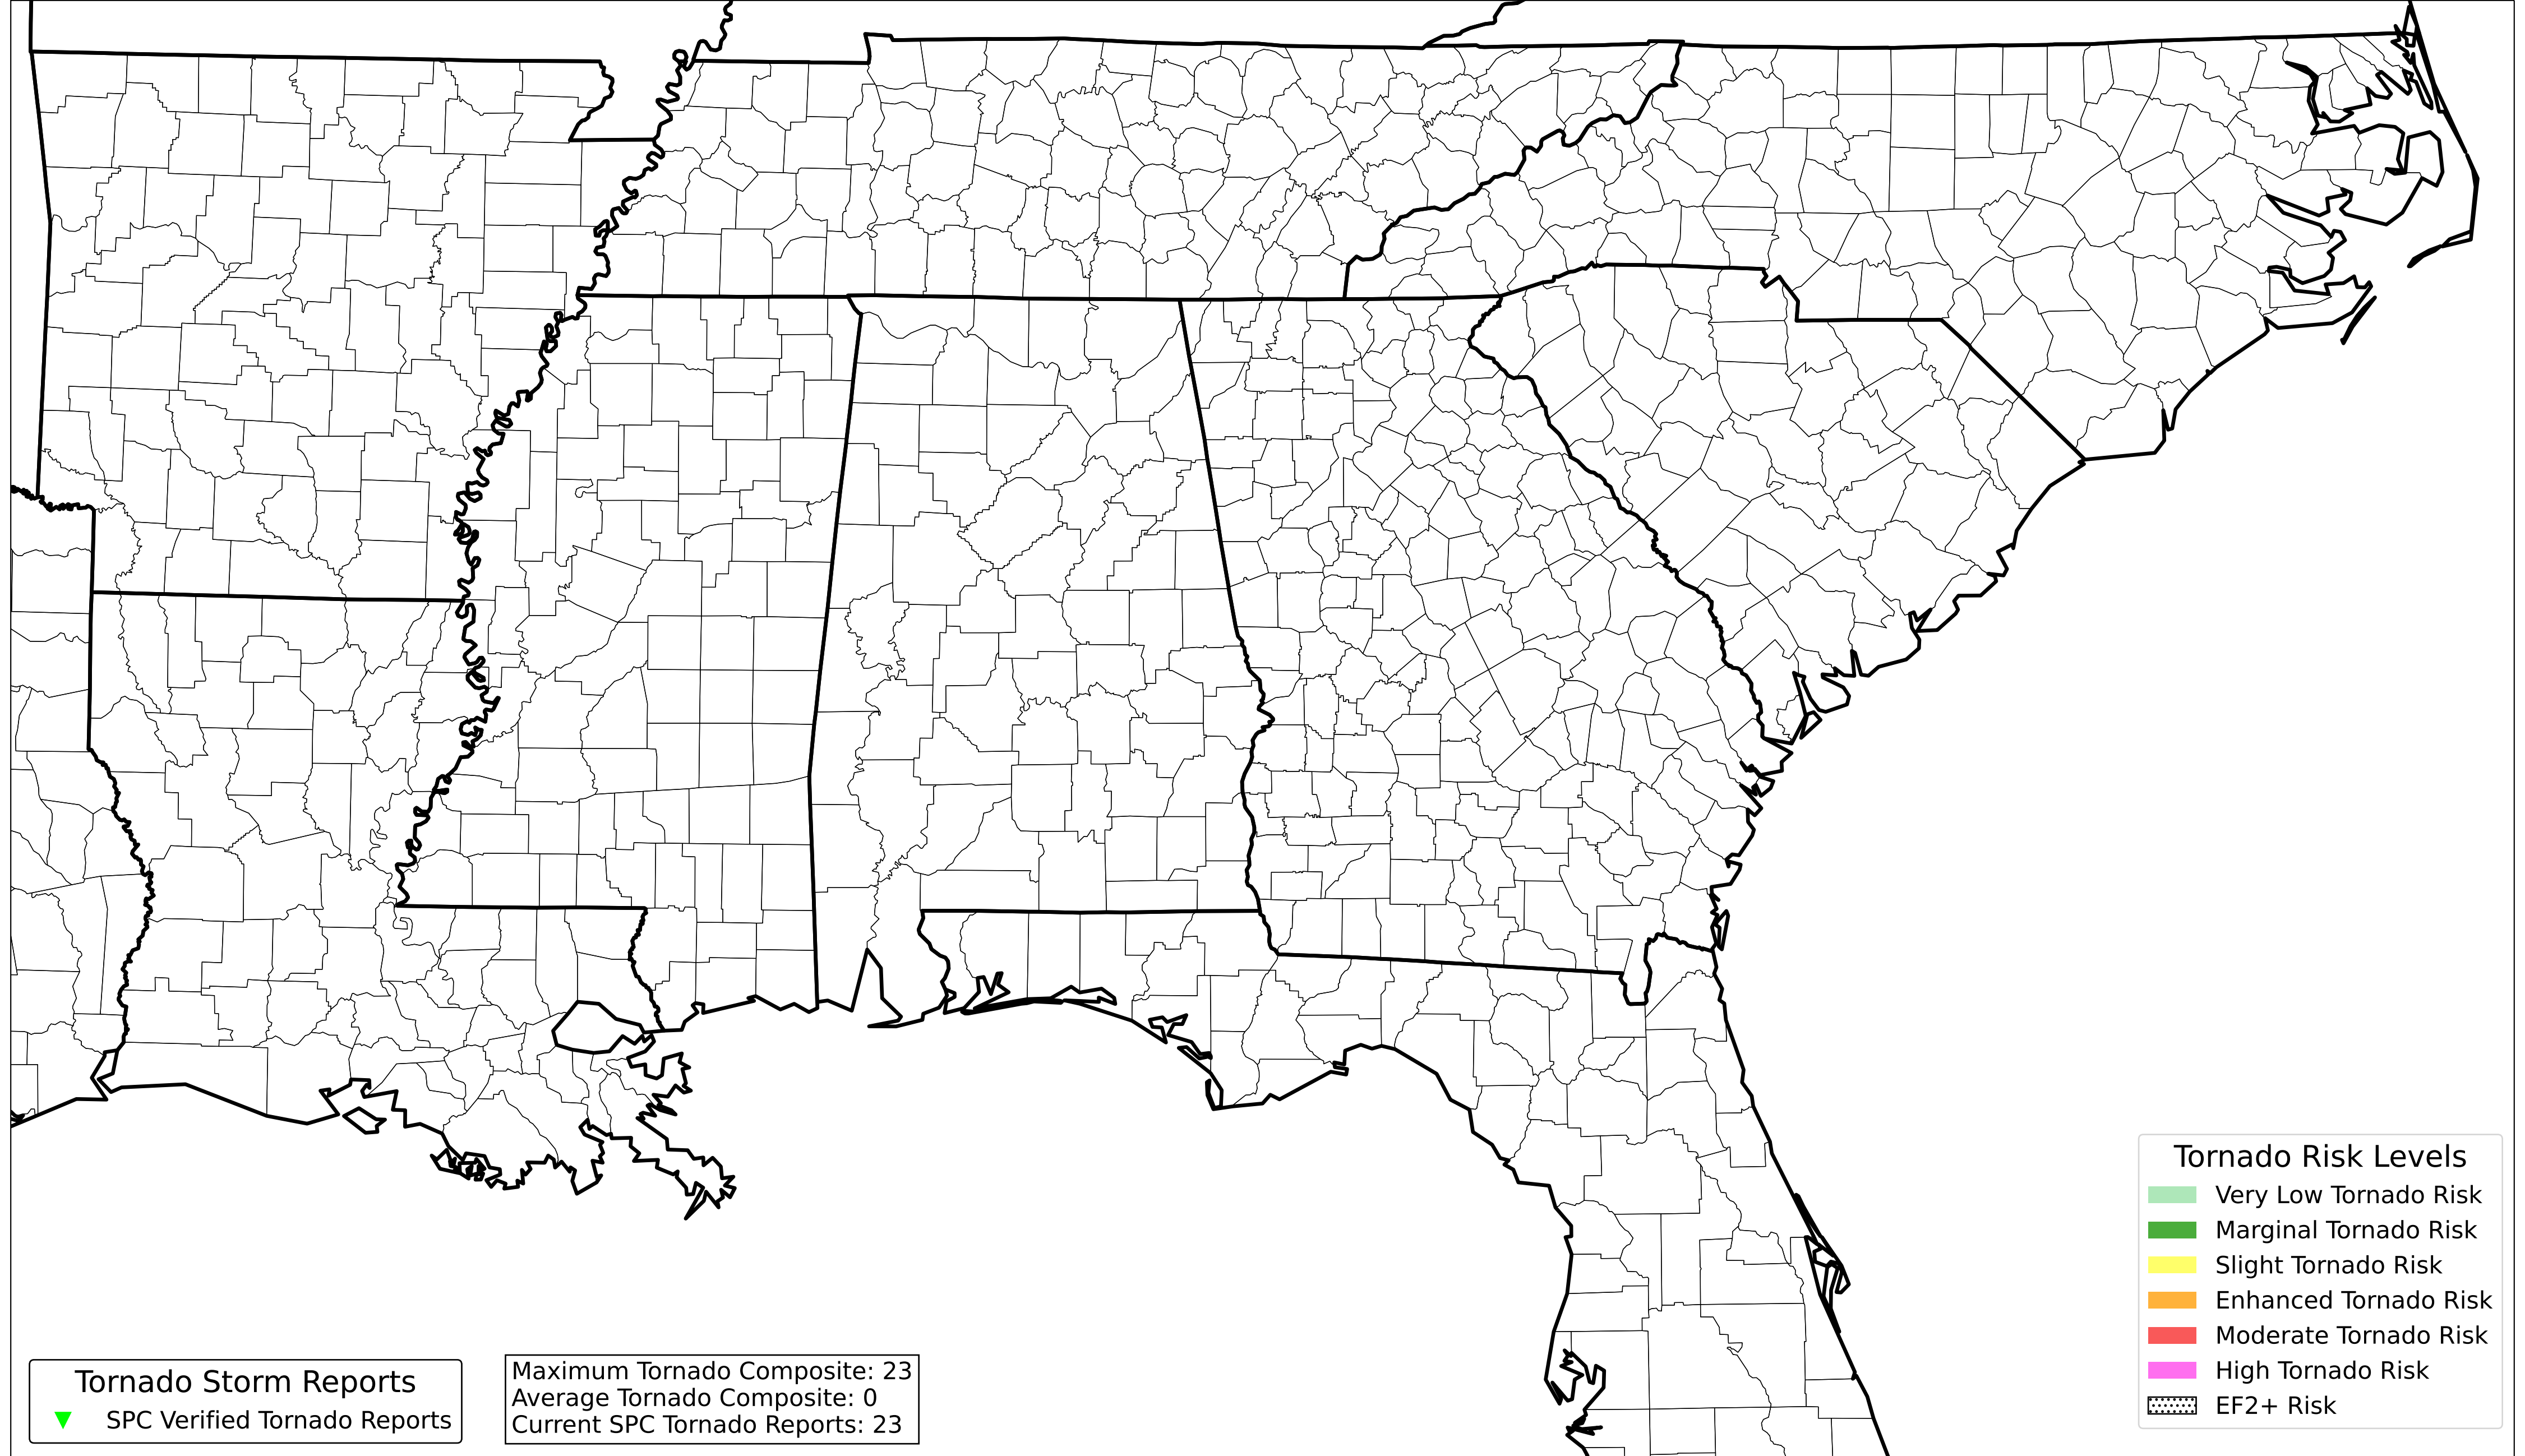 Tornado Storm Reports
SPC Verified Tornado Reports
Maximum Tornado Composite: 23
Average Tornado Composite: 0
Current SPC Tornado Reports: 23
Tornado Risk Levels
Very Low Tornado Risk
Marginal Tornado Risk
Slight Tornado Risk
Enhanced Tornado Risk
Moderate Tornado Risk
High Tornado Risk
EF2+ Risk